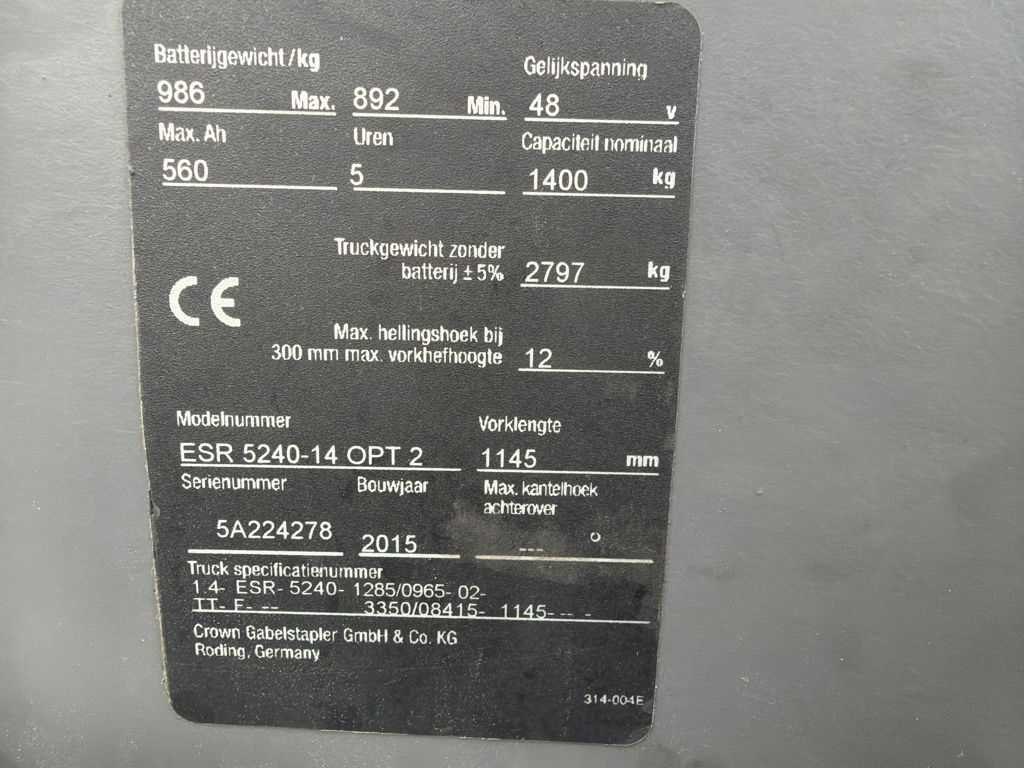 Batterijgewicht/kg Gelijkspanning
986 Max. 892 Min. 48 v
Max. Ah Uren Capaciteit nominaal
560 5 1400 kg
Truckgewicht zonder
batterij ± 5% 2797 kg
CE
Max. hellingshoek bij
300 mm max. vorkhefhoogte 12 %
Modelnummer Vorklengte
ESR 5240-14 OPT 2 1145 mm
Serienummer Bouwjaar Max. kantelhoek
achterover
5A224278 2015 --- °
Truck specificatienummer
1.4- ESR- 5240- 1285/0965- 02-
TT- F- -- 3350/08415- 1145- -- -
Crown Gabelstapler GmbH & Co. KG
Roding, Germany
314-004E